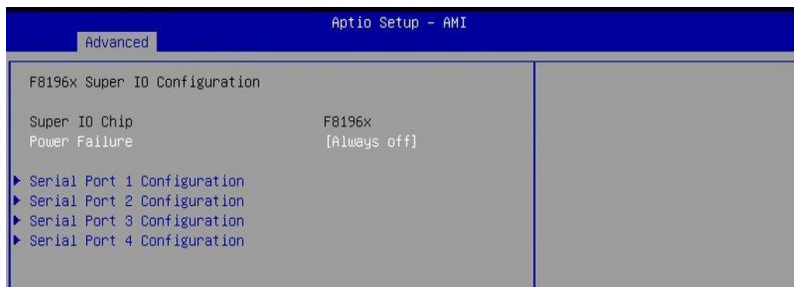 Aptio Setup - AMI
Advanced
F8196x Super IO Configuration
Super IO Chip F8196x
Power Failure [Always off]
Serial Port 1 Configuration
Serial Port 2 Configuration
Serial Port 3 Configuration
Serial Port 4 Configuration